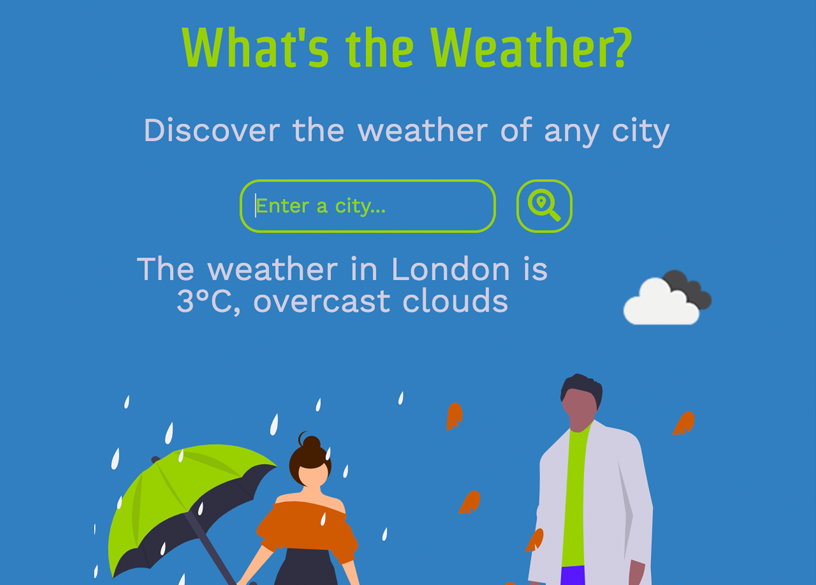 What's the Weather?
Discover the weather of any city
Enter a city...
The weather in London is
3°C, overcast clouds